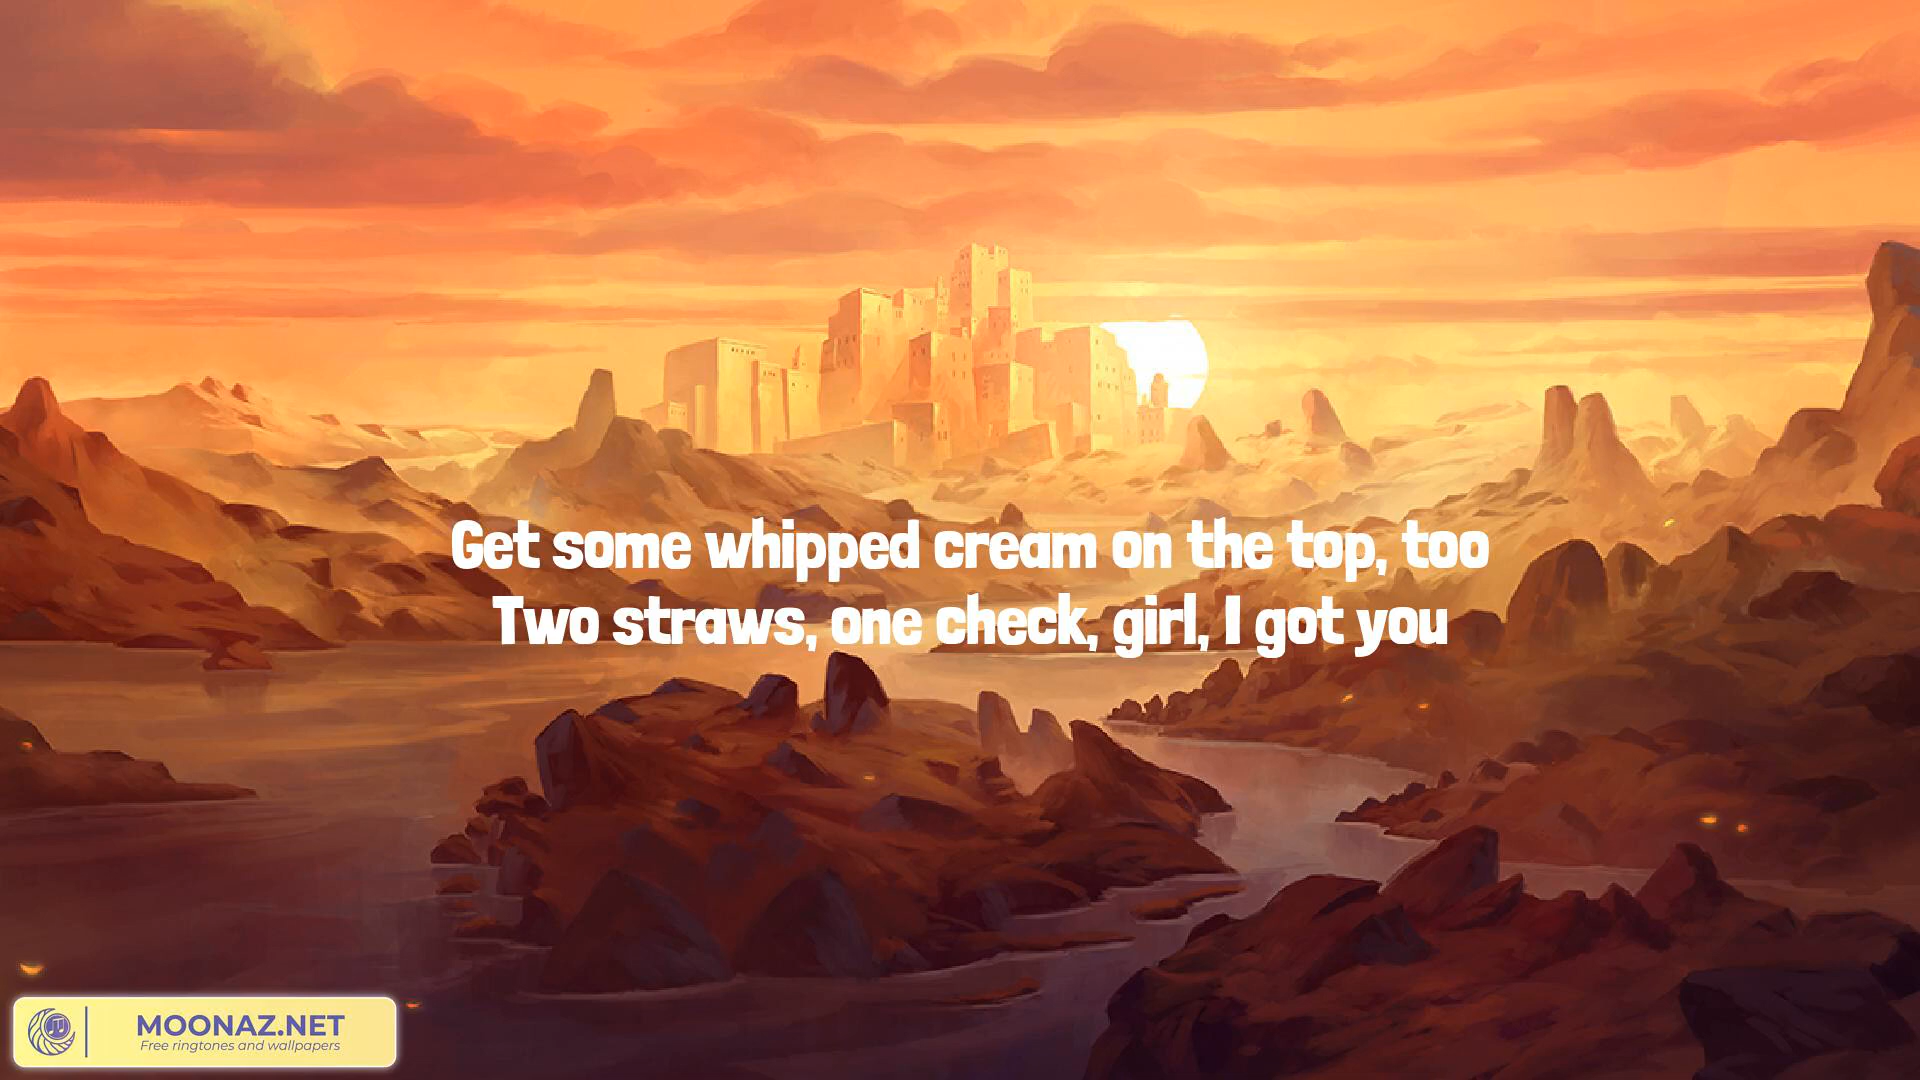 Get some whipped cream on the top, too
Two straws, one check, girl, I got you
MOONAZ.NET
Free ringtones and wallpapers